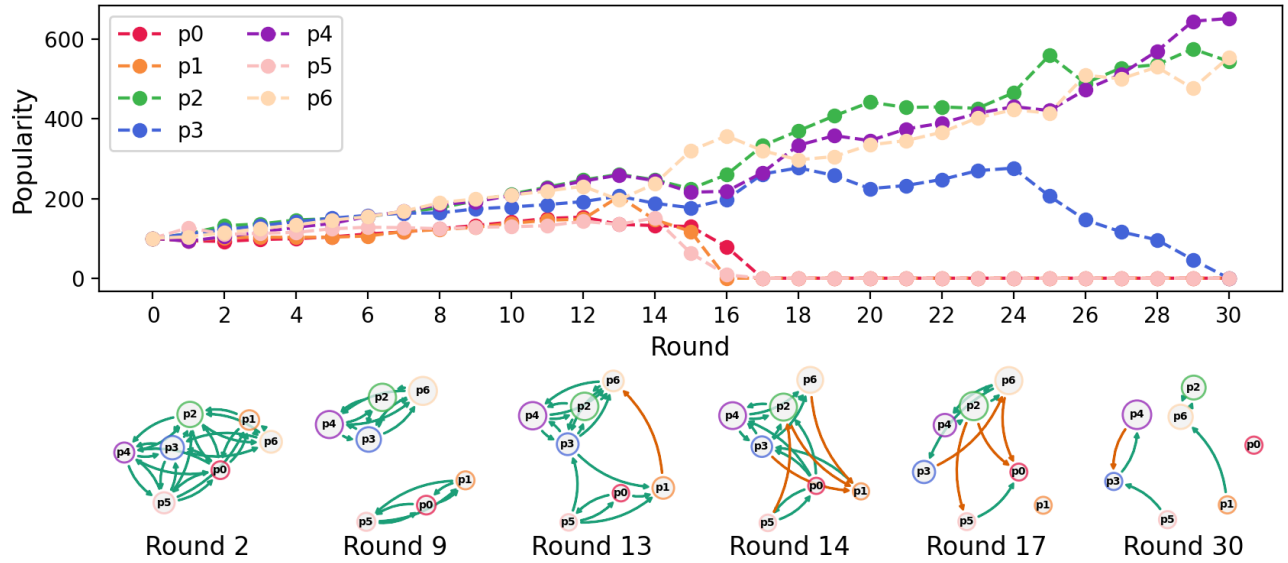 Popularity
600
400
200
0
p0 p4
p1 p5
p2 p6
p3
0 2 4 6 8 10 12 14 16 18 20 22 24 26 28 30
Round
p2 p1 p6 p4 p3 p0 p5
p6 p2 p4 p3 p1 p0 p5
p6 p2 p4 p3 p0 p1 p5
p6 p2 p4 p3 p0 p1 p5
p6 p2 p4 p3 p0 p1 p5
p2 p4 p6 p0 p3 p1 p5
Round 2 Round 9 Round 13 Round 14 Round 17 Round 30